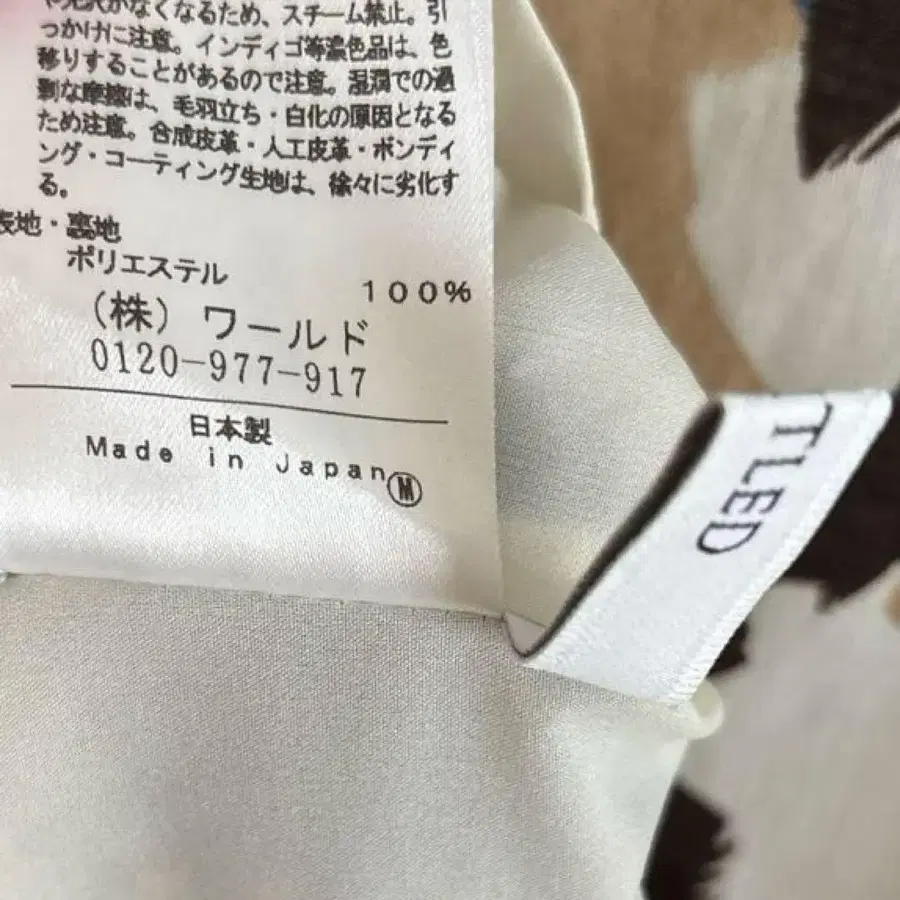 や光沢がなくなるため、スチーム禁止。引
っかけに注意。インディゴ等濃色品は、色
移りすることがあるので注意。湿潤での過
剰な摩擦は、毛羽立ち・白化の原因となる
ため注意。合成皮革・人工皮革・ボンディ
ング・コーティング生地は、徐々に劣化す
る。
表地・裏地
ポリエステル
100%
(株)ワールド
0120-977-917
日本製
Made in Japan Ⓜ
TLED